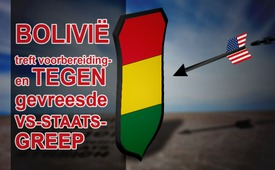 BOLIVIË
treft voorbereiding-
en TEGEN
gevreesde
VS-STAATS-
GREEP